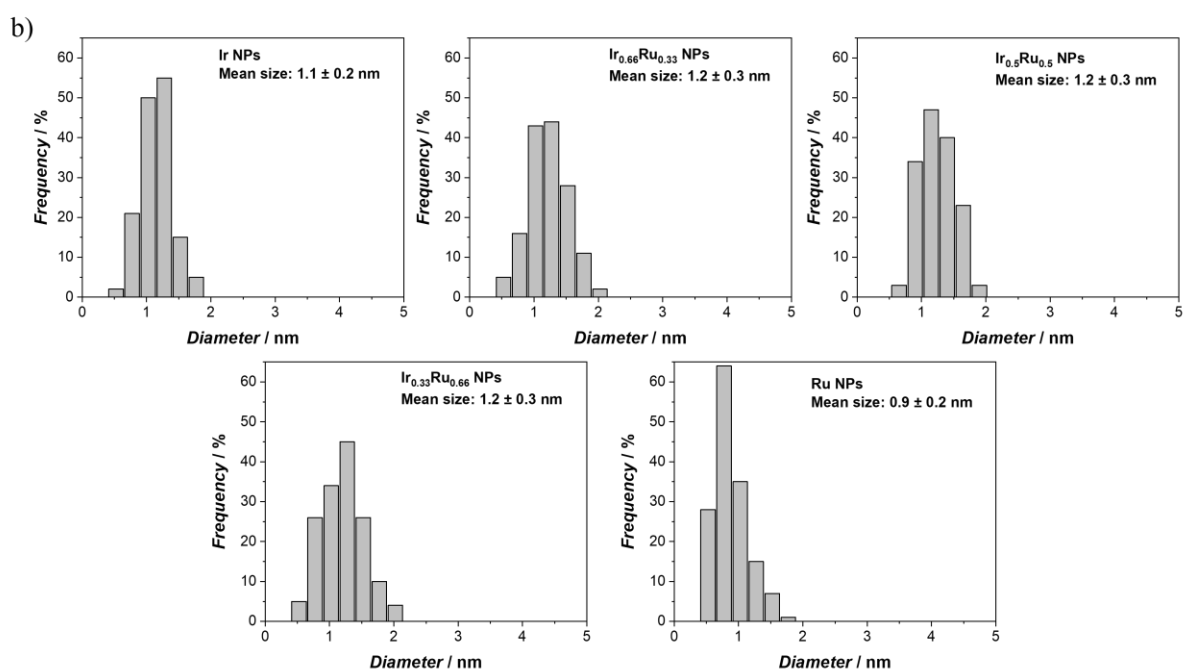 b)
Ir NPs
Mean size: 1.1 ± 0.2 nm
Frequency / %
60
50
40
30
20
10
0
0 1 2 3 4 5
Diameter / nm
Ir0.66Ru0.33 NPs
Mean size: 1.2 ± 0.3 nm
Frequency / %
60
50
40
30
20
10
0
0 1 2 3 4 5
Diameter / nm
Ir0.5Ru0.5 NPs
Mean size: 1.2 ± 0.3 nm
Frequency / %
60
50
40
30
20
10
0
0 1 2 3 4 5
Diameter / nm
Ir0.33Ru0.66 NPs
Mean size: 1.2 ± 0.3 nm
Frequency / %
60
50
40
30
20
10
0
0 1 2 3 4 5
Diameter / nm
Ru NPs
Mean size: 0.9 ± 0.2 nm
Frequency / %
60
50
40
30
20
10
0
0 1 2 3 4 5
Diameter / nm